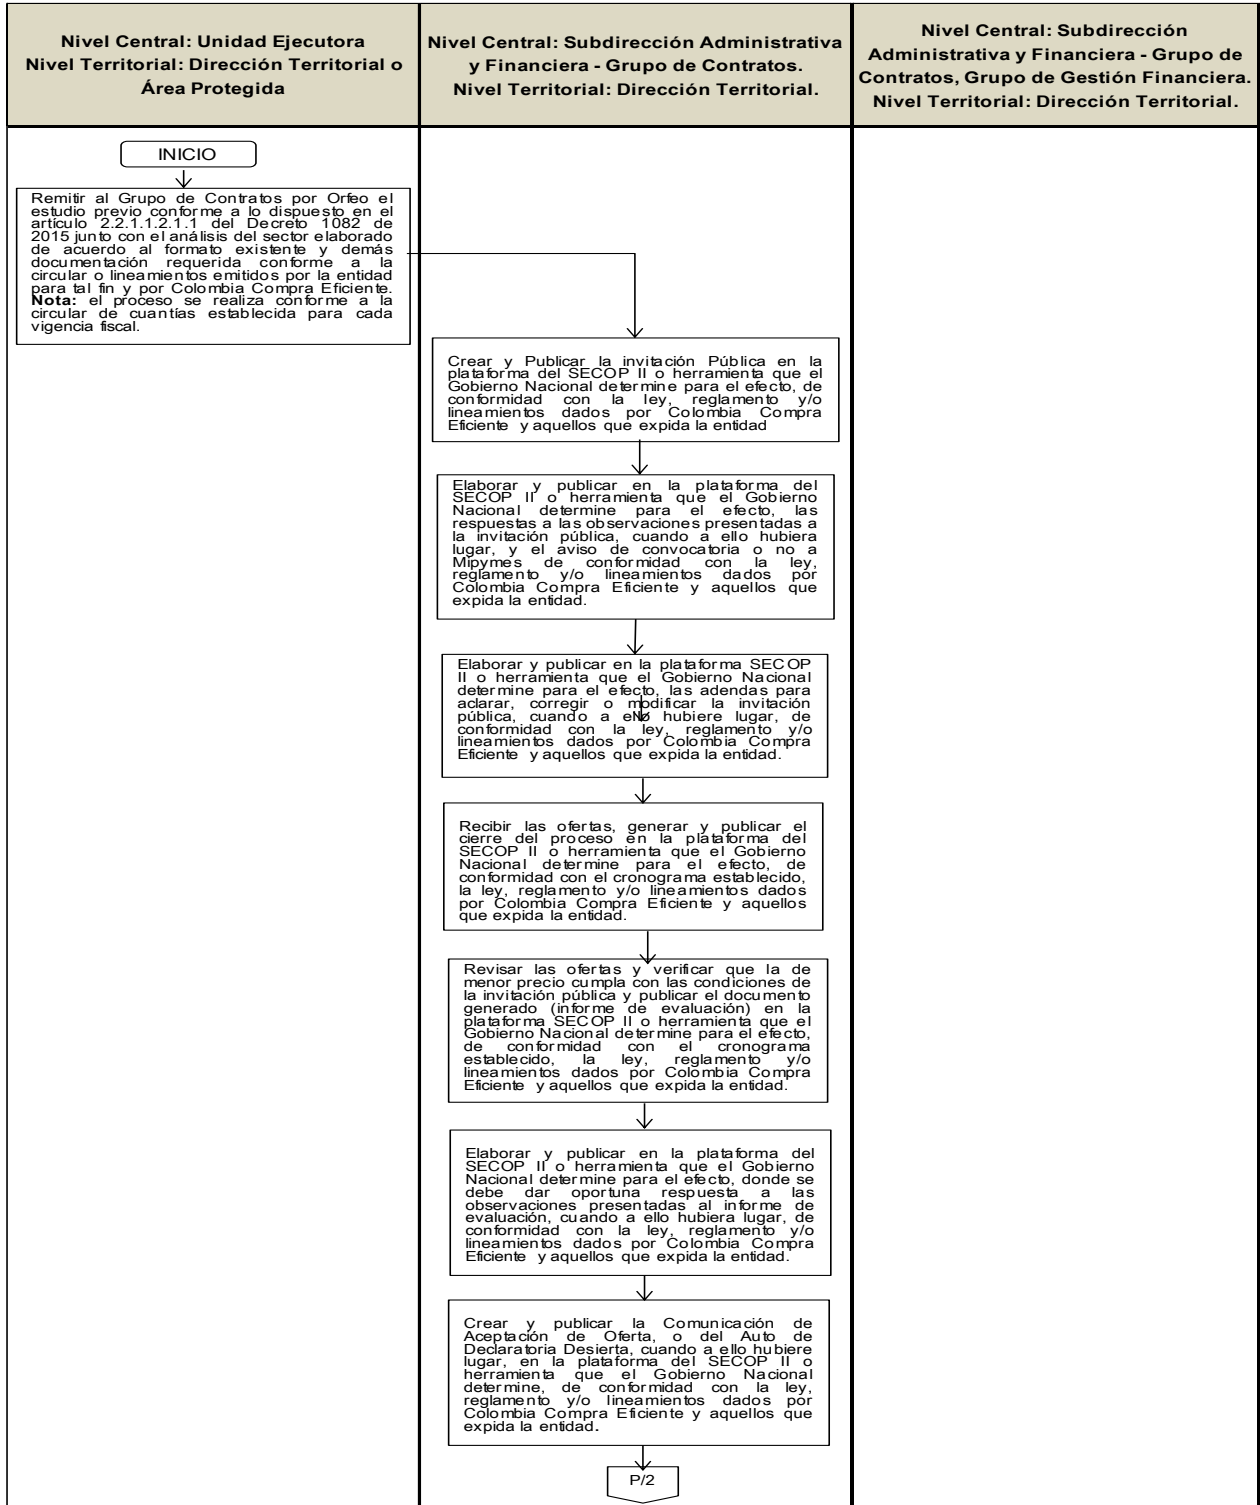 Nivel Central: Unidad Ejecutora
Nivel Territorial: Dirección Territorial o
Área Protegida
Nivel Central: Subdirección Administrativa
y Financiera - Grupo de Contratos.
Nivel Territorial: Dirección Territorial.
Nivel Central: Subdirección
Administrativa y Financiera - Grupo de
Contratos, Grupo de Gestión Financiera.
Nivel Territorial: Dirección Territorial.
INICIO
Remitir al Grupo de Contratos por Orfeo el
estudio previo conforme a lo dispuesto en el
artículo 2.2.1.1.2.1.1 del Decreto 1082 de
2015 junto con el análisis del sector elaborado
de acuerdo al formato existente y demás
documentación requerida conforme a la
circular o lineamientos emitidos por la entidad
para tal fin y por Colombia Compra Eficiente.
Nota: el proceso se realiza conforme a la
circular de cuantías establecida para cada
vigencia fiscal.
Crear y Publicar la invitación Pública en la
plataforma del SECOP II o herramienta que el
Gobierno Nacional determine para el efecto, de
conformidad con la ley, reglamento y/o
lineamientos dados por Colombia Compra
Eficiente y aquellos que expida la entidad
Elaborar y publicar en la plataforma del
SECOP II o herramienta que el Gobierno
Nacional determine para el efecto, las
respuestas a las observaciones presentadas a
la invitación pública, cuando a ello hubiera
lugar, y el aviso de convocatoria o no a
Mipymes de conformidad con la ley,
reglamento y/o lineamientos dados por
Colombia Compra Eficiente y aquellos que
expida la entidad.
Elaborar y publicar en la plataforma SECOP
II o herramienta que el Gobierno Nacional
determine para el efecto, las adendas para
aclarar, corregir o modificar la invitación
pública, cuando a ello hubiere lugar, de
conformidad con la ley, reglamento y/o
lineamientos dados por Colombia Compra
Eficiente y aquellos que expida la entidad.
Recibir las ofertas, generar y publicar el
cierre del proceso en la plataforma del
SECOP II o herramienta que el Gobierno
Nacional determine para el efecto, de
conformidad con el cronograma establecido,
la ley, reglamento y/o lineamientos dados
por Colombia Compra Eficiente y aquellos
que expida la entidad.
Revisar las ofertas y verificar que la de
menor precio cumpla con las condiciones de
la invitación pública y publicar el documento
generado (informe de evaluación) en la
plataforma SECOP II o herramienta que el
Gobierno Nacional determine para el efecto,
de conformidad con el cronograma
establecido, la ley, reglamento y/o
lineamientos dados por Colombia Compra
Eficiente y aquellos que expida la entidad.
Elaborar y publicar en la plataforma del
SECOP II o herramienta que el Gobierno
Nacional determine para el efecto, donde se
debe dar oportuna respuesta a las
observaciones presentadas al informe de
evaluación, cuando a ello hubiera lugar, de
conformidad con la ley, reglamento y/o
lineamientos dados por Colombia Compra
Eficiente y aquellos que expida la entidad.
Crear y publicar la Comunicación de
Aceptación de Oferta, o del Auto de
Declaratoria Desierta, cuando a ello hubiere
lugar, en la plataforma del SECOP II o
herramienta que el Gobierno Nacional
determine, de conformidad con la ley,
reglamento y/o lineamientos dados por
Colombia Compra Eficiente y aquellos que
expida la entidad.
P/2